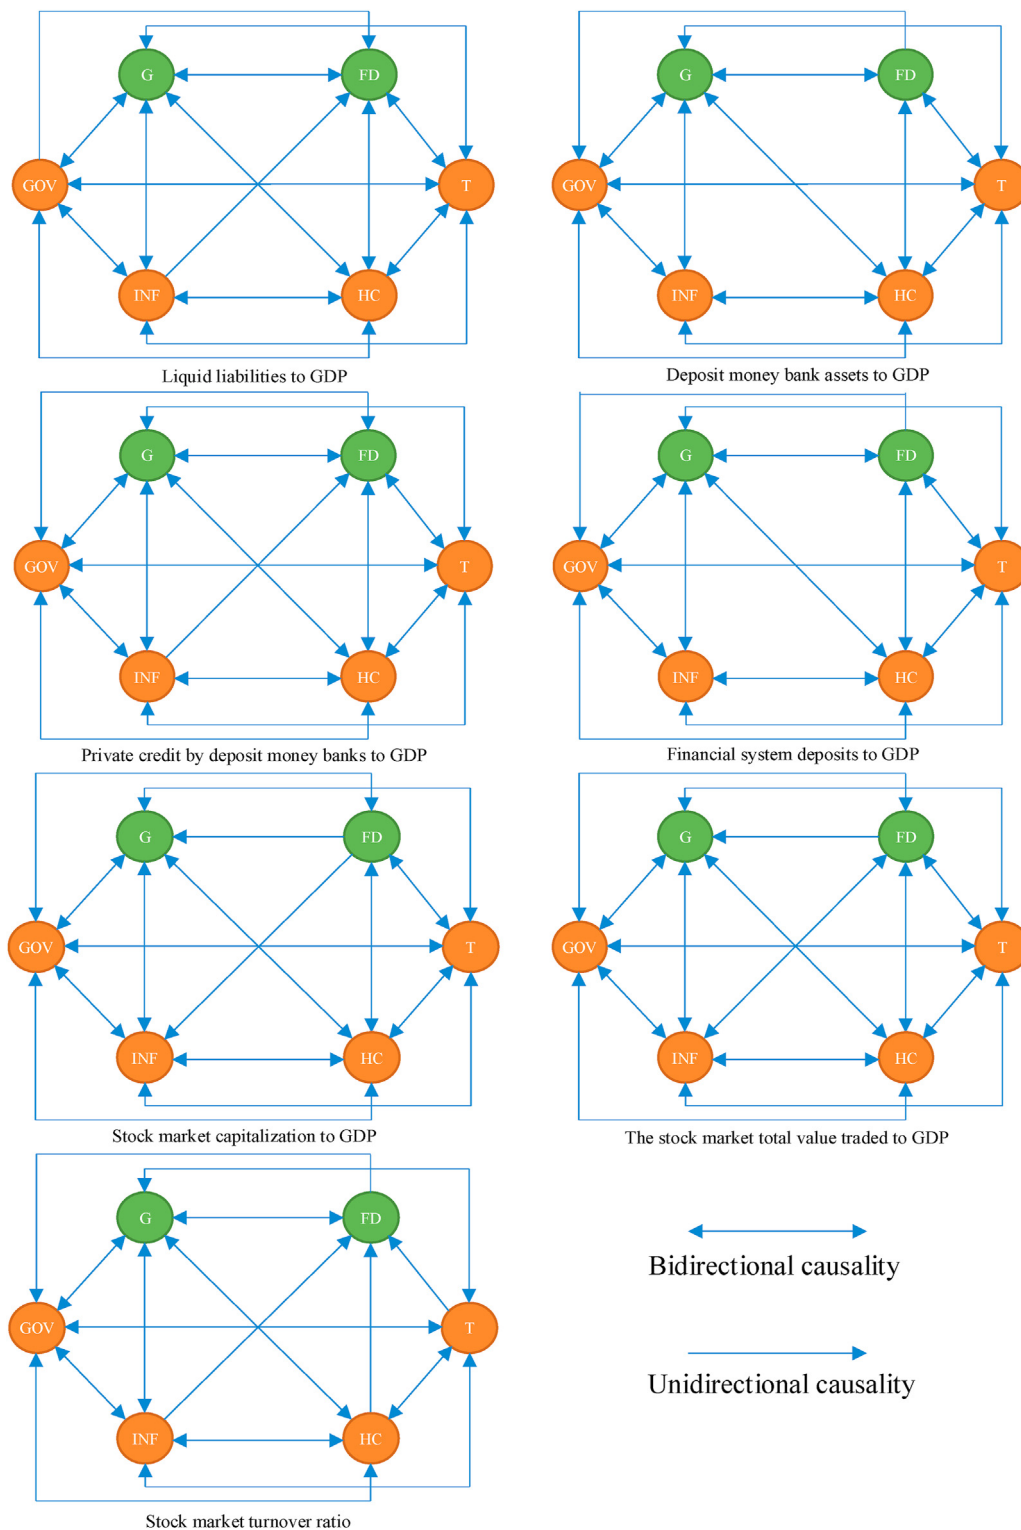 G
FD
GOV
T
INF
HC
Liquid liabilities to GDP
G
FD
GOV
T
INF
HC
Deposit money bank assets to GDP
G
FD
GOV
T
INF
HC
Private credit by deposit money banks to GDP
G
FD
GOV
T
INF
HC
Financial system deposits to GDP
G
FD
GOV
T
INF
HC
Stock market capitalization to GDP
G
FD
GOV
T
INF
HC
The stock market total value traded to GDP
G
FD
GOV
T
INF
HC
Stock market turnover ratio
Bidirectional causality
Unidirectional causality